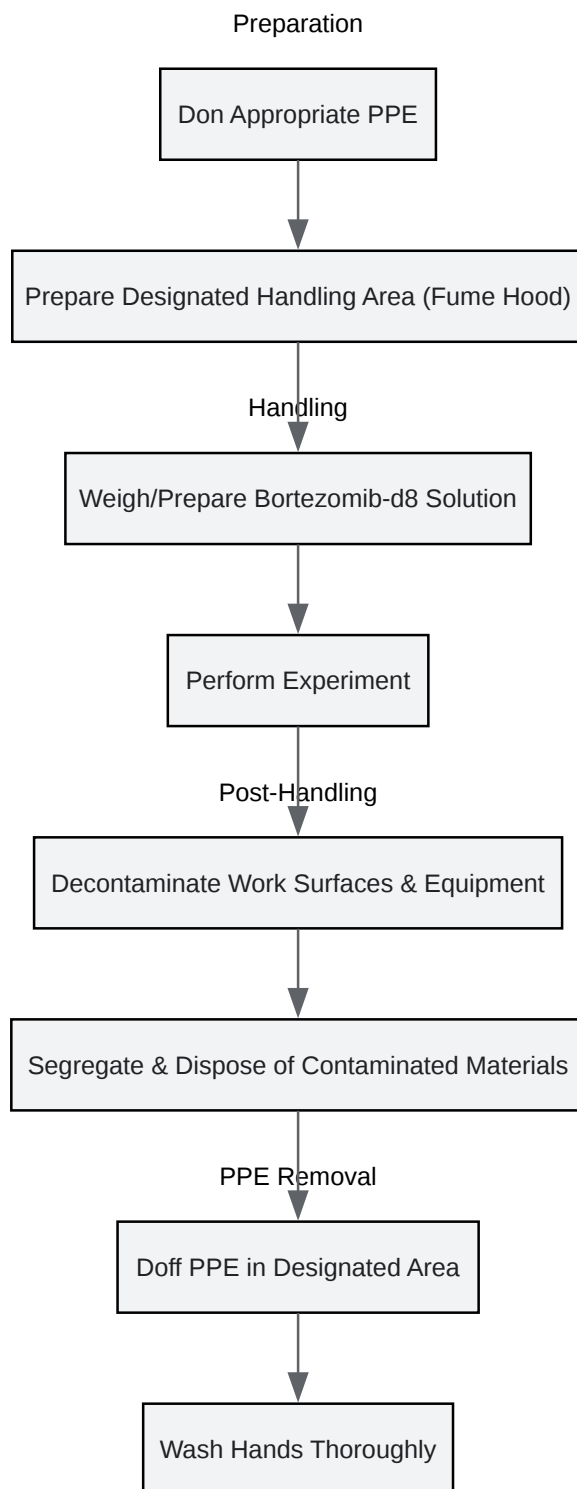 Preparation
Don Appropriate PPE
Prepare Designated Handling Area (Fume Hood)
Handling
Weigh/Prepare Bortezomib-d8 Solution
Perform Experiment
Post-Handling
Decontaminate Work Surfaces & Equipment
Segregate & Dispose of Contaminated Materials
PPE Removal
Doff PPE in Designated Area
Wash Hands Thoroughly